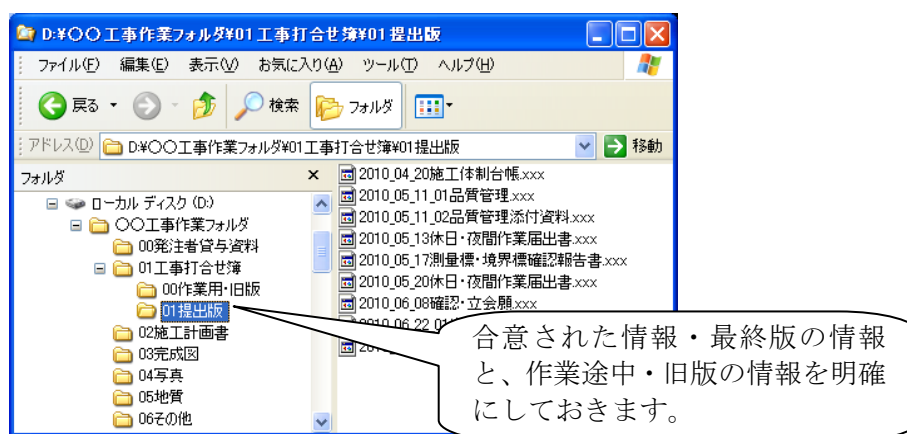 D:¥〇〇工事作業フォルダ¥01工事打合せ簿¥01提出版
ファイル(F) 編集(E) 表示(V) お気に入り(A) ツール(T) ヘルプ(H)
戻る 検索 フォルダ
アドレス(D) D:¥〇〇工事作業フォルダ¥01工事打合せ簿¥01提出版 移動
フォルダ
ローカル ディスク (D:)
〇〇工事作業フォルダ
00発注者貸与資料
01工事打合せ簿
00作業用・旧版
01提出版
02施工計画書
03完成図
04写真
05地質
06その他
2010_04_20施工体制台帳.xxx
2010_05_11_01品質管理.xxx
2010_05_11_02品質管理添付資料.xxx
2010_05_13休日・夜間作業届出書.xxx
2010_05_17測量標・境界標確認報告書.xxx
2010_05_20休日・夜間作業届出書.xxx
2010_06_08確認・立会願.xxx
2010_06_22_01
合意された情報・最終版の情報
と、作業途中・旧版の情報を明確
にしておきます。